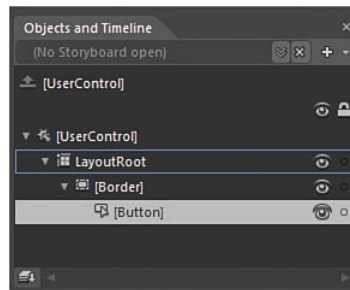 Objects and Timeline
(No Storyboard open)
[UserControl]
[UserControl]
LayoutRoot
[Border]
[Button]